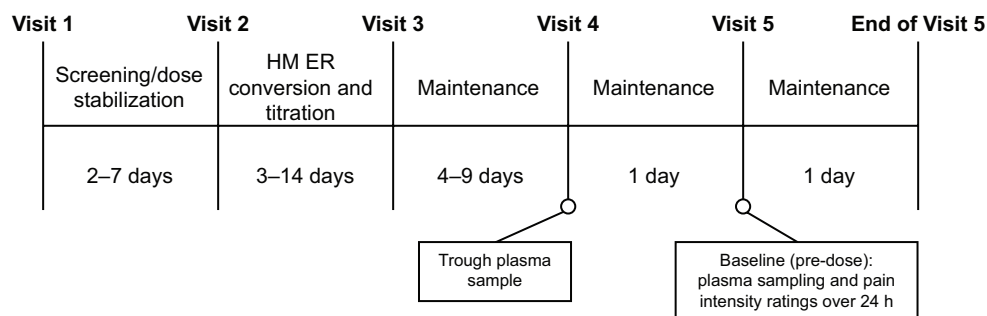 Visit 1 Visit 2 Visit 3 Visit 4 Visit 5 End of Visit 5
Screening/dose
stabilization
HM ER
conversion and
titration
Maintenance
Maintenance
Maintenance
2–7 days
3–14 days
4–9 days
1 day
1 day
Trough plasma
sample
Baseline (pre-dose):
plasma sampling and pain
intensity ratings over 24 h